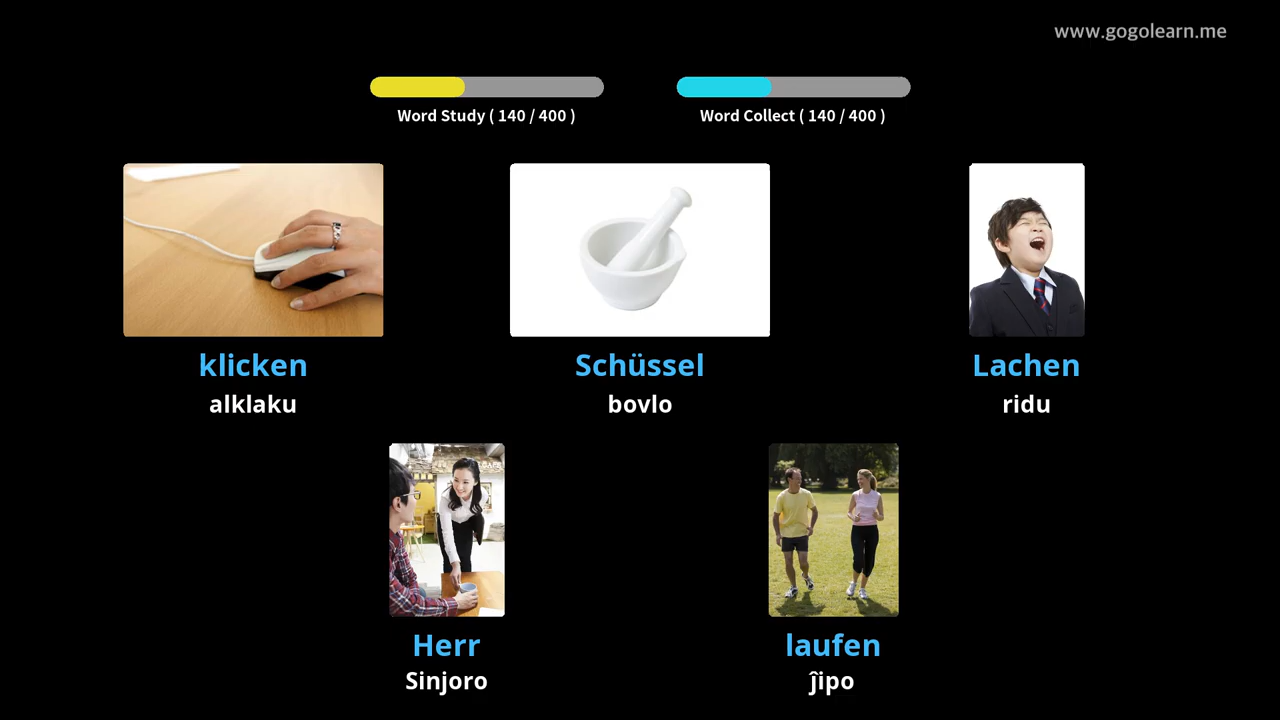 www.gogolearn.me
Word Study ( 140 / 400 )
Word Collect ( 140 / 400 )
klicken
alklaku
Schüssel
bovlo
Lachen
ridu
Herr
Sinjoro
laufen
ĵipo